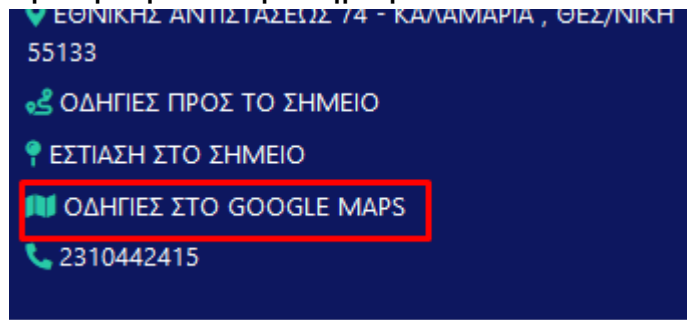 ΕΘΝΙΚΗΣ ΑΝΤΙΣΤΑΣΕΩΣ 74 - ΚΑΛΑΜΑΡΙΑ , ΘΕΣ/ΝΙΚΗ
55133
ΟΔΗΓΙΕΣ ΠΡΟΣ ΤΟ ΣΗΜΕΙΟ
ΕΣΤΙΑΣΗ ΣΤΟ ΣΗΜΕΙΟ
ΟΔΗΓΙΕΣ ΣΤΟ GOOGLE MAPS
2310442415